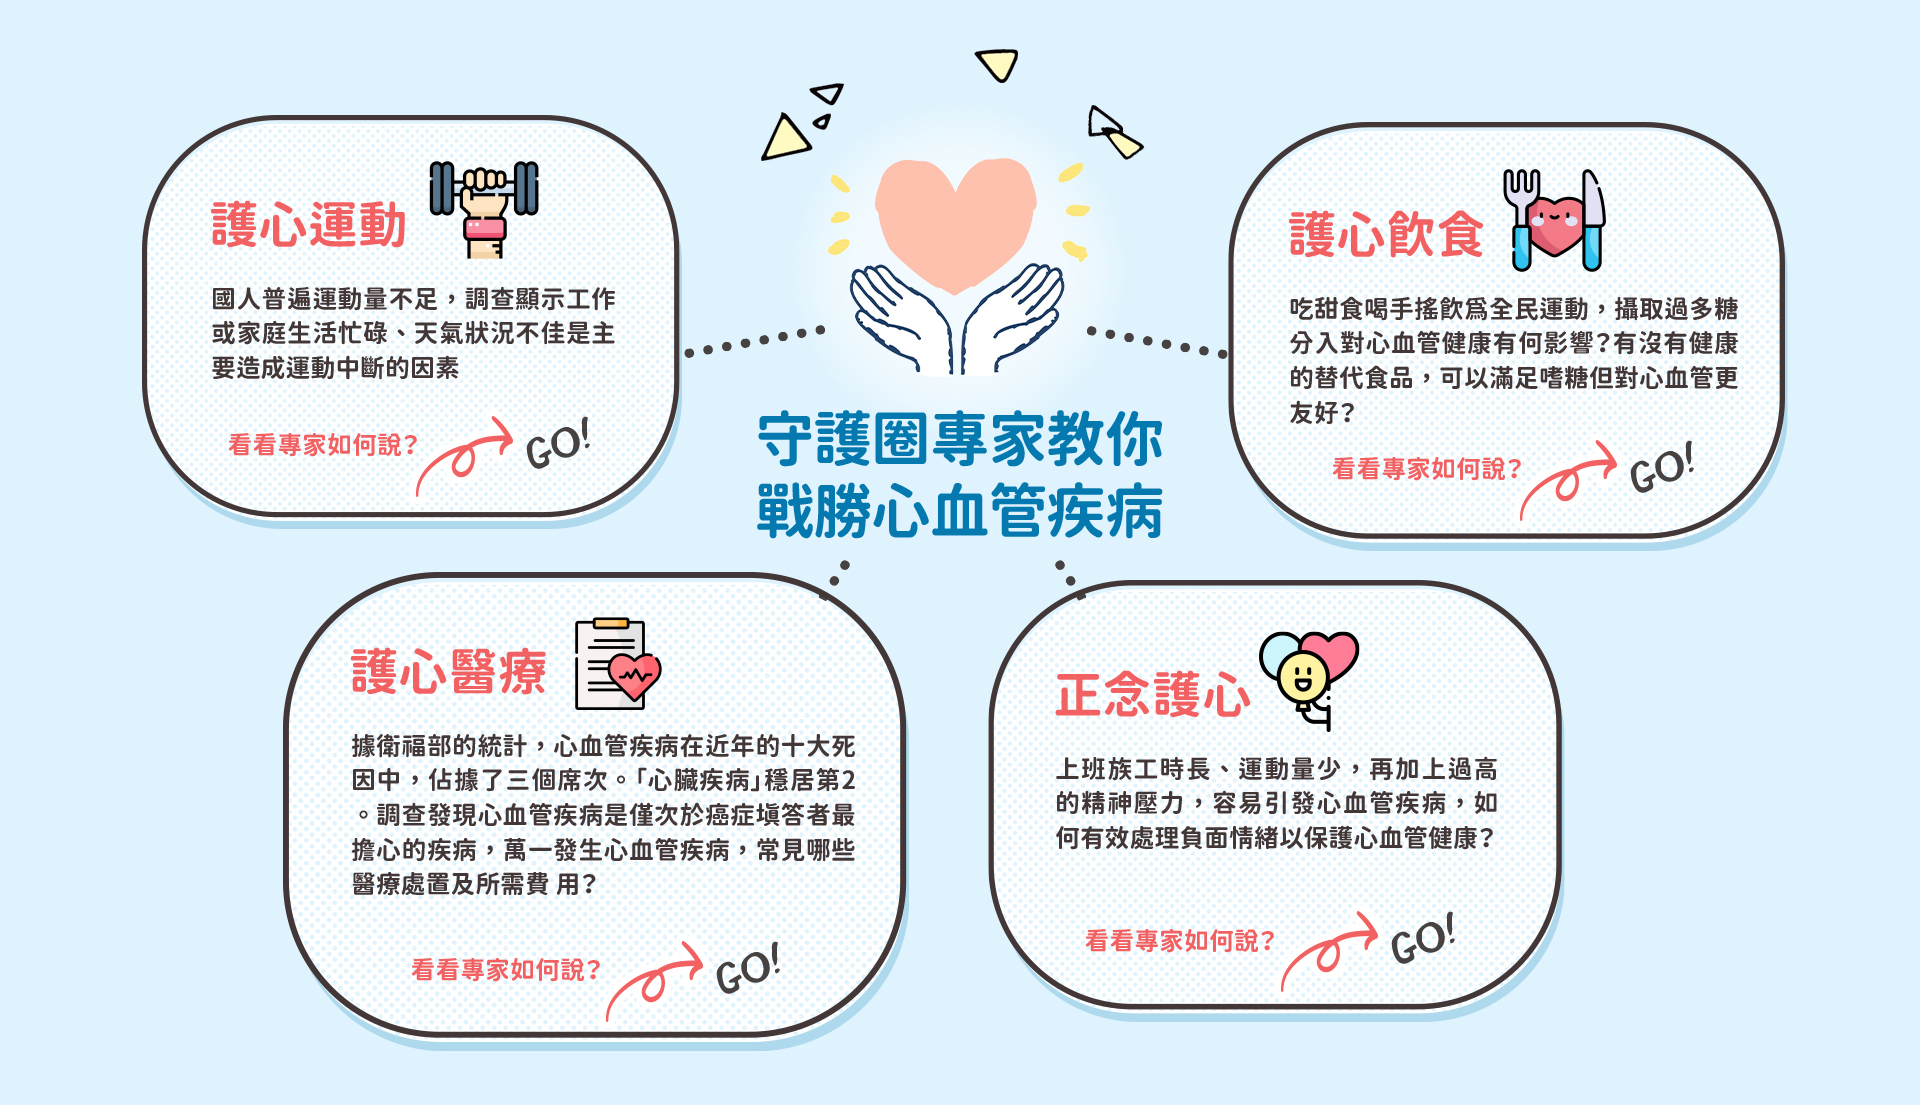 守護圈專家教你
戰勝心血管疾病
護心運動
國人普遍運動量不足，調查顯示工作
或家庭生活忙碌、天氣狀況不佳是主
要造成運動中斷的因素
看看專家如何說？
GO!
護心飲食
吃甜食喝手搖飲爲全民運動，攝取過多糖
分入對心血管健康有何影響？有沒有健康
的替代食品，可以滿足嗜糖但對心血管更
友好？
看看專家如何說？
GO!
護心醫療
據衛福部的統計，心血管疾病在近年的十大死
因中，佔據了三個席次。「心臟疾病」穩居第2
。調查發現心血管疾病是僅次於癌症塡答者最
擔心的疾病，萬一發生心血管疾病，常見哪些
醫療處置及所需費 用？
看看專家如何說？
GO!
正念護心
上班族工時長、運動量少，再加上過高
的精神壓力，容易引發心血管疾病，如
何有效處理負面情緒以保護心血管健康？
看看專家如何說？
GO!